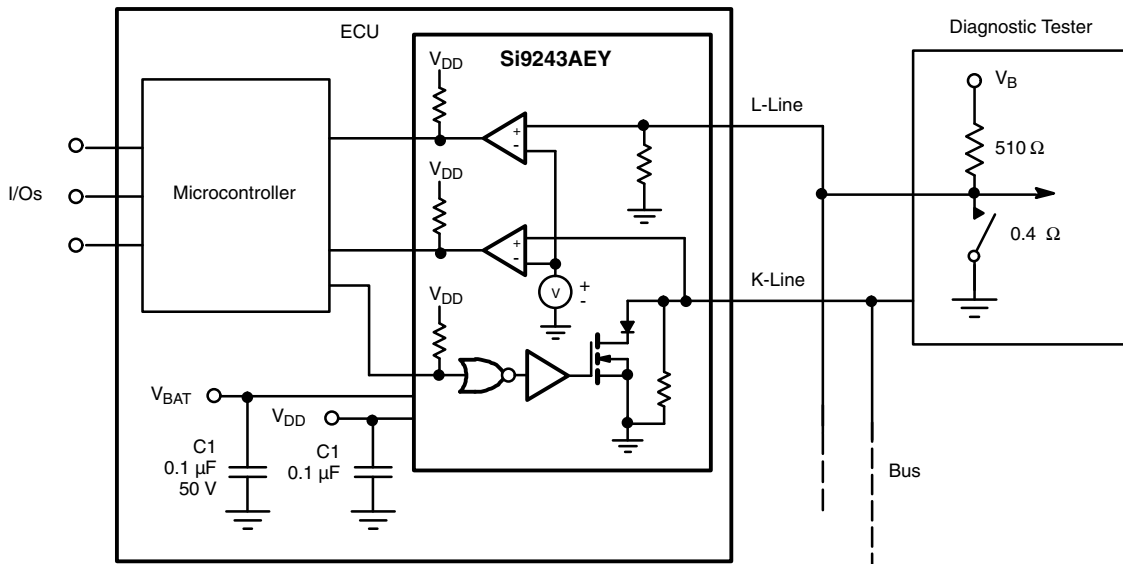 ECU
Diagnostic Tester
Si9243AEY
VDD
VB
L-Line
+
-
510 Ω
VDD
I/Os
Microcontroller
+
-
0.4 Ω
VDD
V
+
-
K-Line
VBAT
VDD
C1
0.1 µF
50 V
C1
0.1 µF
Bus